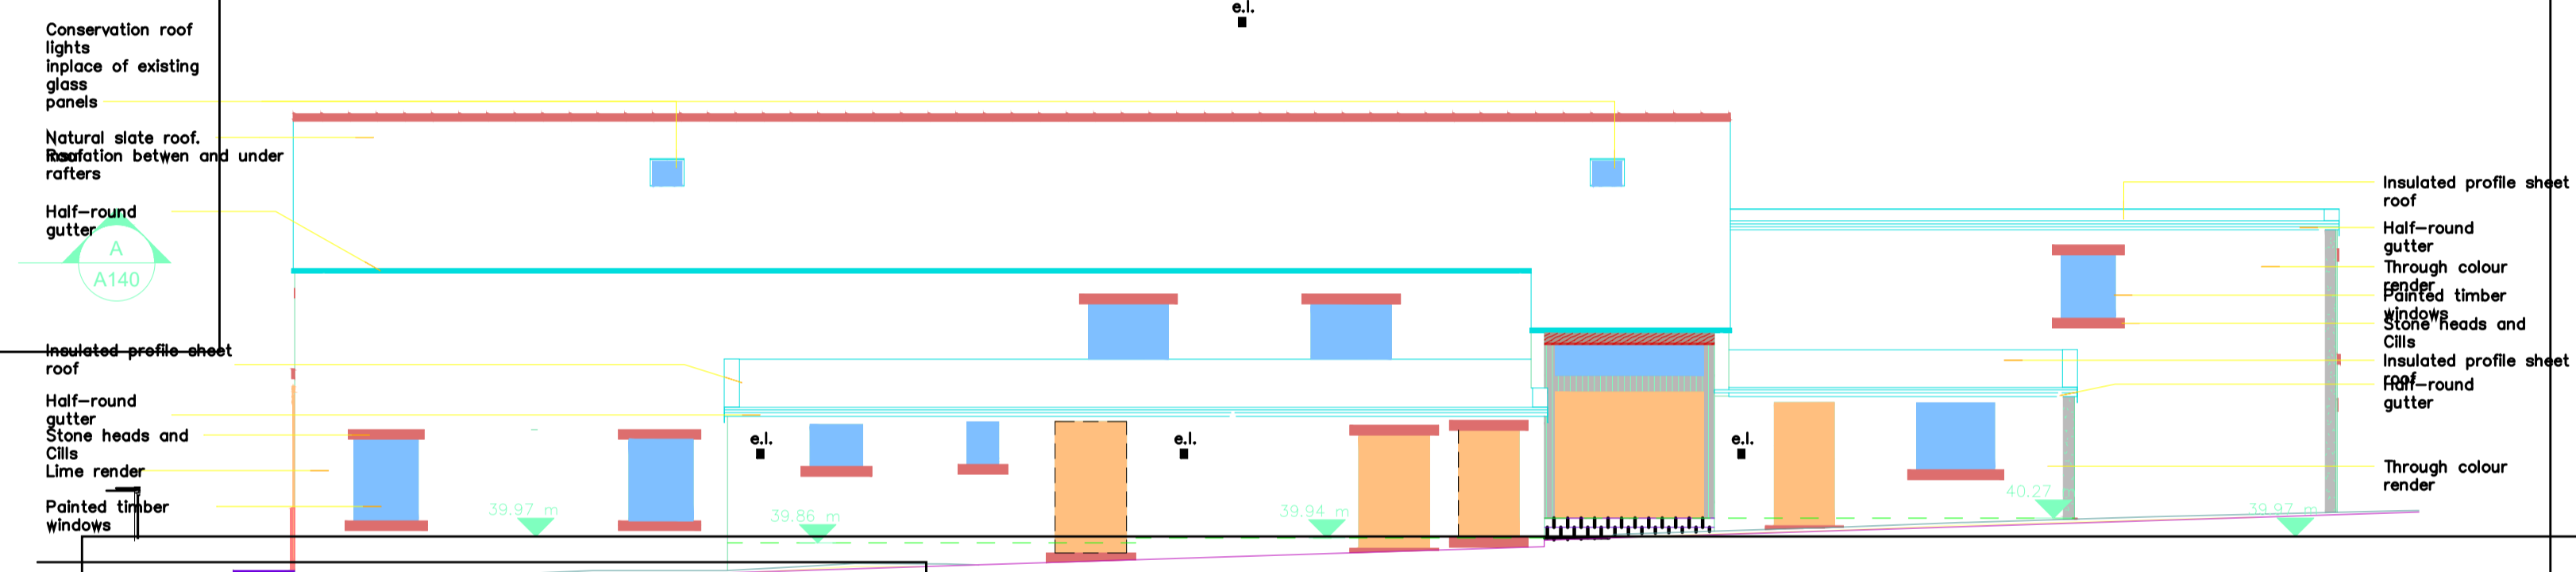 e.l.
Conservation roof
lights
inplace of existing
glass
panels
Natural slate roof.
betwen and under
rafters
Half-round
gutter
A
A140
Insulated profile sheet
roof
Half-round
gutter
Stone heads and
Cills
Lime render
Painted timber
windows
39.97 m
e.l.
39.86 m
e.l.
39.94 m
e.l.
40.27 m
39.97 m
Insulated profile sheet
roof
Half-round
gutter
Through colour
render
Painted timber
windows
Stone heads and
Cills
Insulated profile sheet
roof
Half-round
gutter
Through colour
render